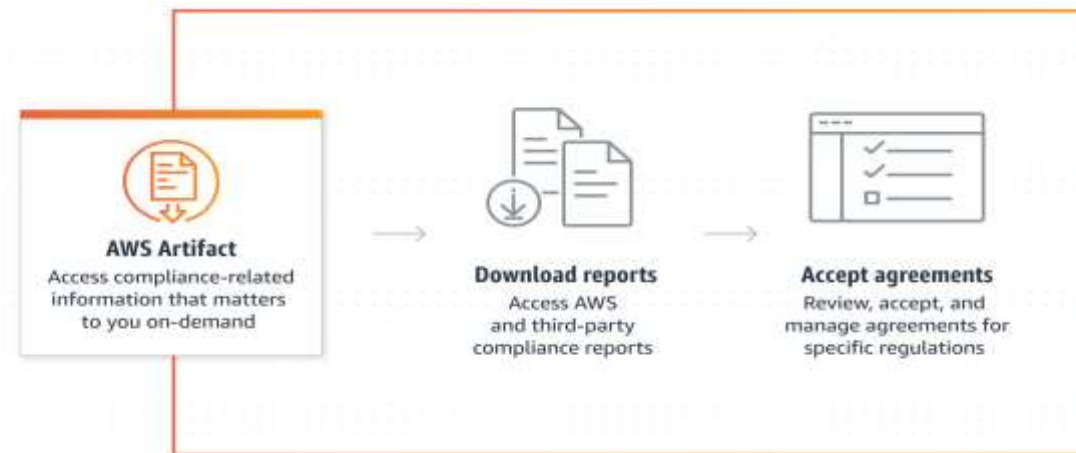 AWS Artifact
Access compliance-related
information that matters
to you on-demand
Download reports
Access AWS
and third-party
compliance reports
Accept agreements
Review, accept, and
manage agreements for
specific regulations